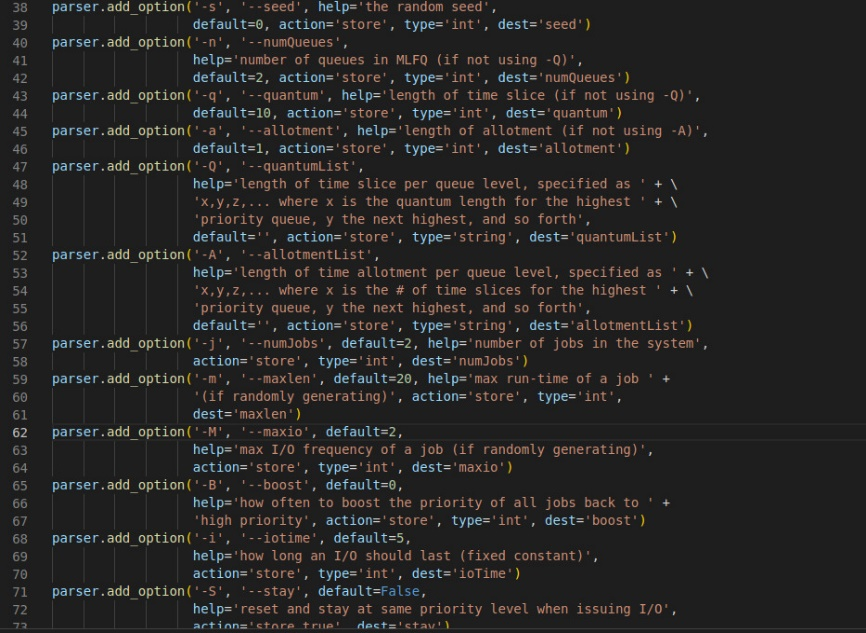 38 parser.add_option('-s', '--seed', help='the random seed',
39 default=0, action='store', dest='seed')
40 parser.add_option('-n', '--numQueues',
41 help='number of queues in MLFQ (if not using -Q)',
42 default=2, action='store', type='int', dest='numQueues')
43 parser.add_option('-q', '--quantum', help='length of time slice (if not using -Q)',
44 default=10, action='store', type='int', dest='quantum')
45 parser.add_option('-a', '--allotment', help='length of allotment (if not using -A)',
46 default=1, action='store', type='int', dest='allotment')
47 parser.add_option('-Q', '--quantumList',
48 help='length of time slice per queue level, specified as ' + \
49 'x,y,z,... where x is the quantum length for the highest ' + \
50 'priority queue, y the next highest, and so forth',
51 default='', action='store', type='string', dest='quantumList')
52 parser.add_option('-A', '--allotmentList',
53 help='length of time allotment per queue level, specified as ' + \
54 'x,y,z,... where x is the # of time slices for the highest ' + \
55 'priority queue, y the next highest, and so forth',
56 default='', action='store', type='string', dest='allotmentList')
57 parser.add_option('-j', '--numJobs', default=2, help='number of jobs in the system',
58 action='store', type='int', dest='numJobs')
59 parser.add_option('-m', '--maxlen', default=20, help='max run-time of a job ' +
60 '(if randomly generating)', action='store', type='int',
61 dest='maxlen')
62 parser.add_option('-M', '--maxio', default=2,
63 help='max I/O frequency of a job (if randomly generating)',
64 action='store', type='int', dest='maxio')
65 parser.add_option('-B', '--boost', default=0,
66 help='how often to boost the priority of all jobs back to ' +
67 'high priority', action='store', type='int', dest='boost')
68 parser.add_option('-i', '--iotime', default=5,
69 help='how long an I/O should last (fixed constant)',
70 action='store', type='int', dest='ioTime')
71 parser.add_option('-S', '--stay', default=False,
72 help='reset and stay at same priority level when issuing I/O',
73 action='store_true', dest='stay')